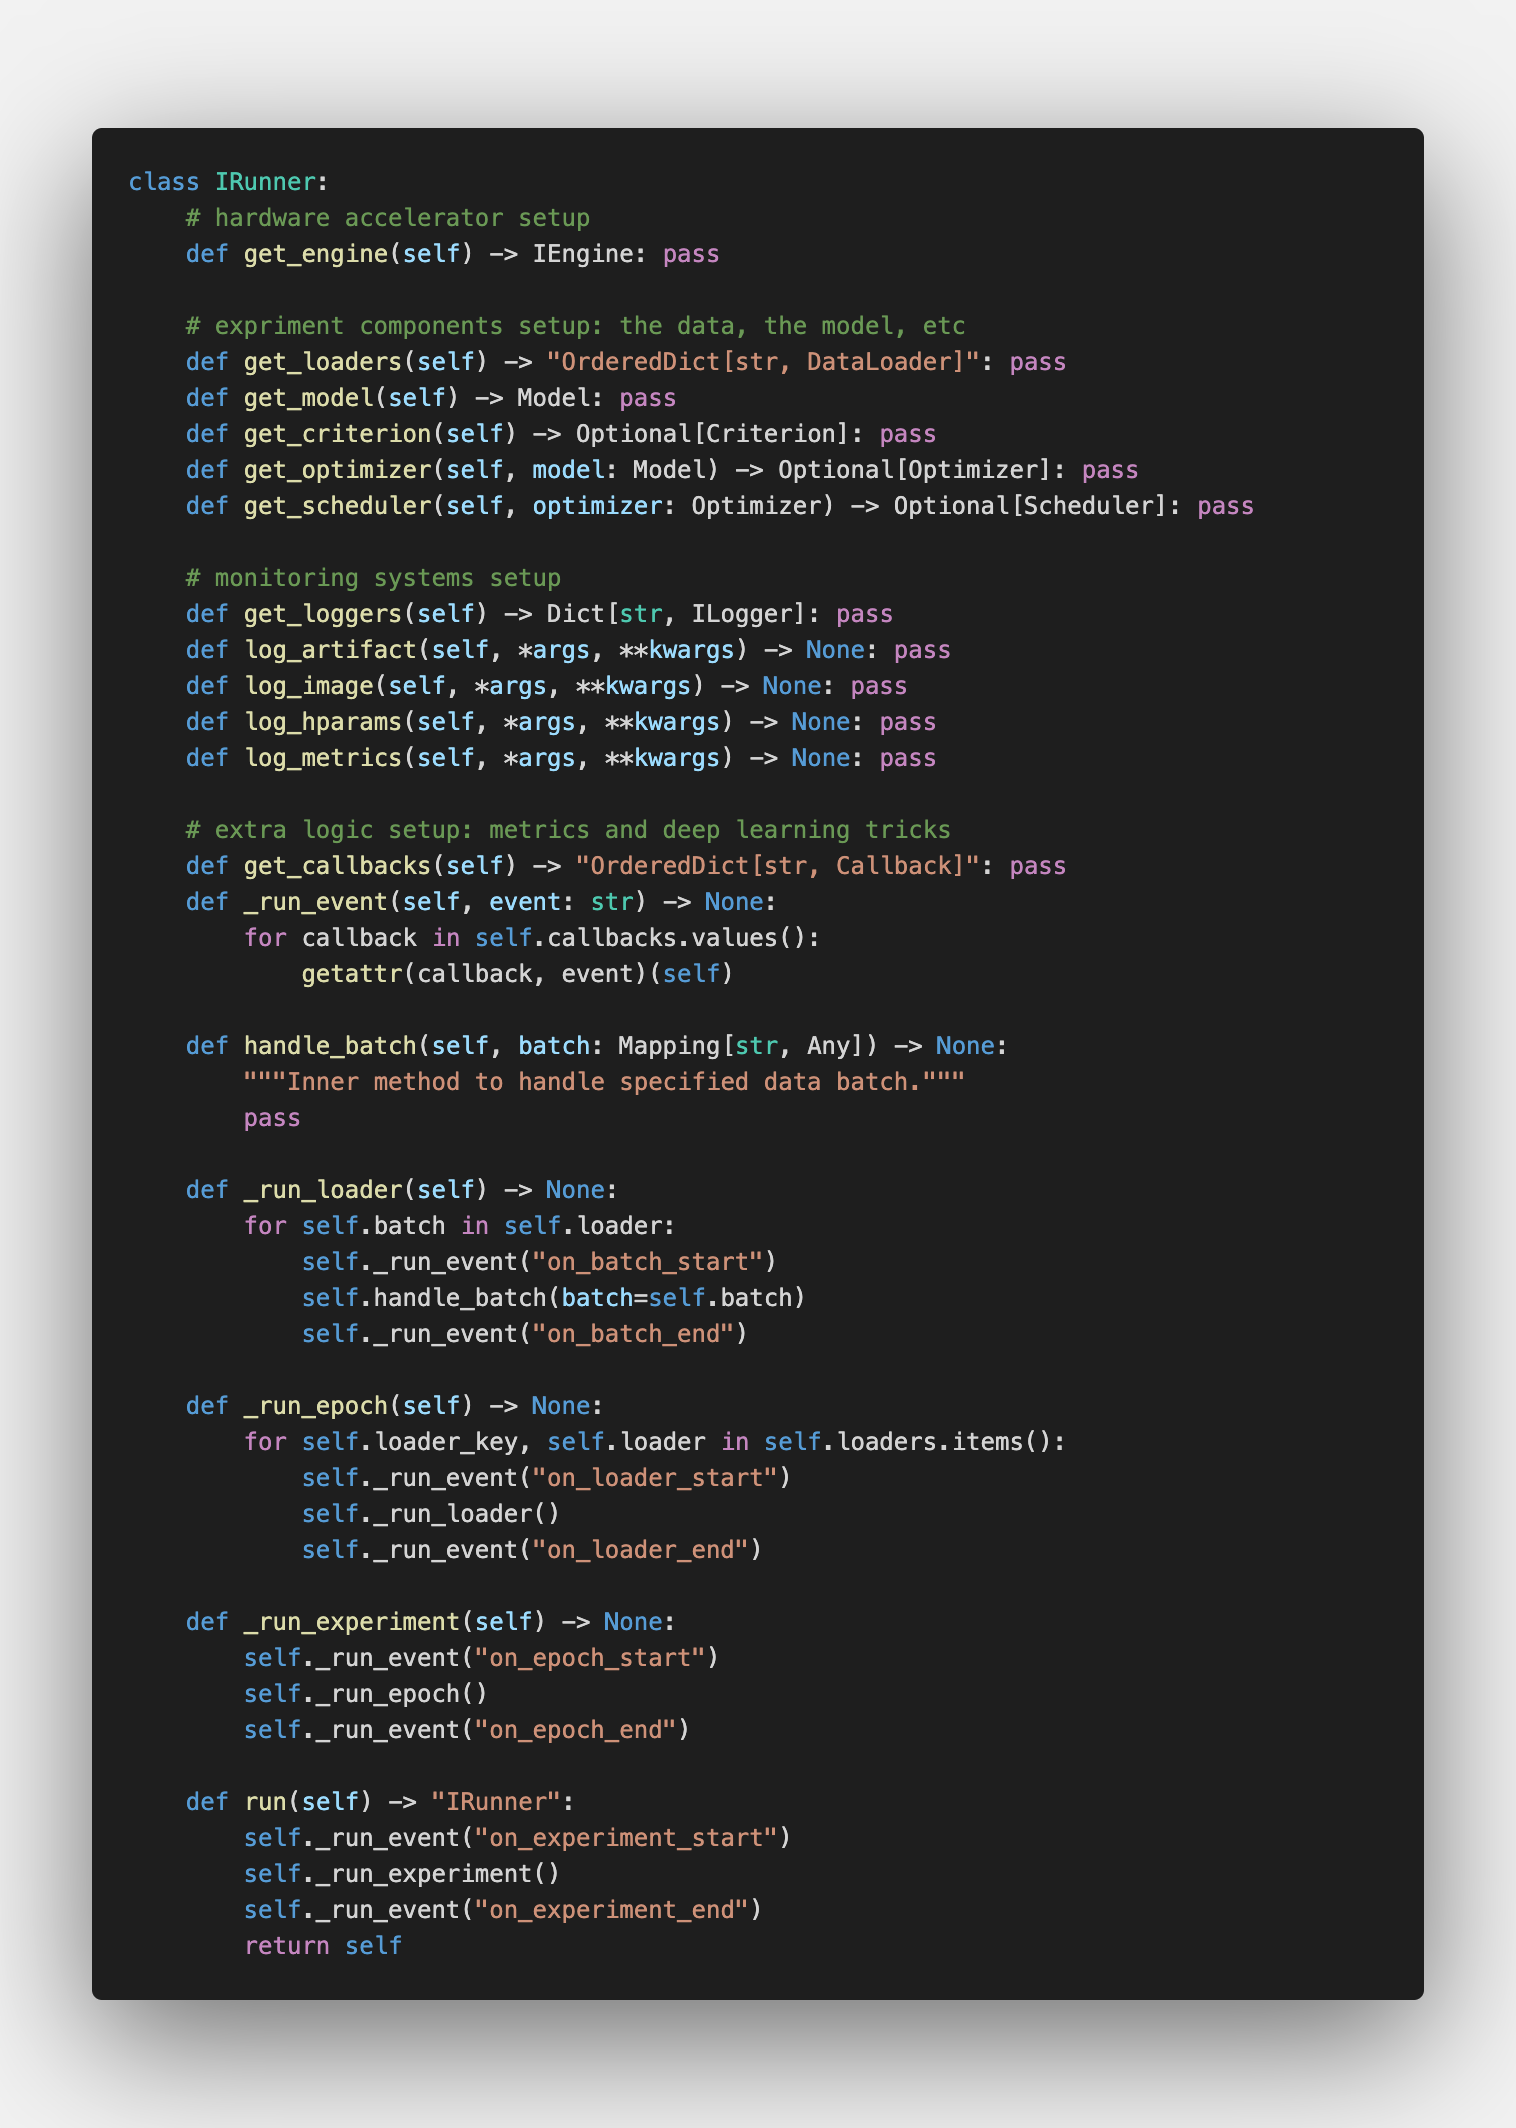 class IRunner:
    # hardware accelerator setup
    def get_engine(self) -> IEngine: pass

    # expriment components setup: the data, the model, etc
    def get_loaders(self) -> "OrderedDict[str, DataLoader]": pass
    def get_model(self) -> Model: pass
    def get_criterion(self) -> Optional[Criterion]: pass
    def get_optimizer(self, model: Model) -> Optional[Optimizer]: pass
    def get_scheduler(self, optimizer: Optimizer) -> Optional[Scheduler]: pass

    # monitoring systems setup
    def get_loggers(self) -> Dict[str, ILogger]: pass
    def log_artifact(self, *args, **kwargs) -> None: pass
    def log_image(self, *args, **kwargs) -> None: pass
    def log_hparams(self, *args, **kwargs) -> None: pass
    def log_metrics(self, *args, **kwargs) -> None: pass

    # extra logic setup: metrics and deep learning tricks
    def get_callbacks(self) -> "OrderedDict[str, Callback]": pass
    def _run_event(self, event: str) -> None:
        for callback in self.callbacks.values():
            getattr(callback, event)(self)

    def handle_batch(self, batch: Mapping[str, Any]) -> None:
        """Inner method to handle specified data batch."""
        pass

    def _run_loader(self) -> None:
        for self.batch in self.loader:
            self._run_event("on_batch_start")
            self.handle_batch(batch=self.batch)
            self._run_event("on_batch_end")

    def _run_epoch(self) -> None:
        for self.loader_key, self.loader in self.loaders.items():
            self._run_event("on_loader_start")
            self._run_loader()
            self._run_event("on_loader_end")

    def _run_experiment(self) -> None:
        self._run_event("on_epoch_start")
        self._run_epoch()
        self._run_event("on_epoch_end")

    def run(self) -> "IRunner":
        self._run_event("on_experiment_start")
        self._run_experiment()
        self._run_event("on_experiment_end")
        return self